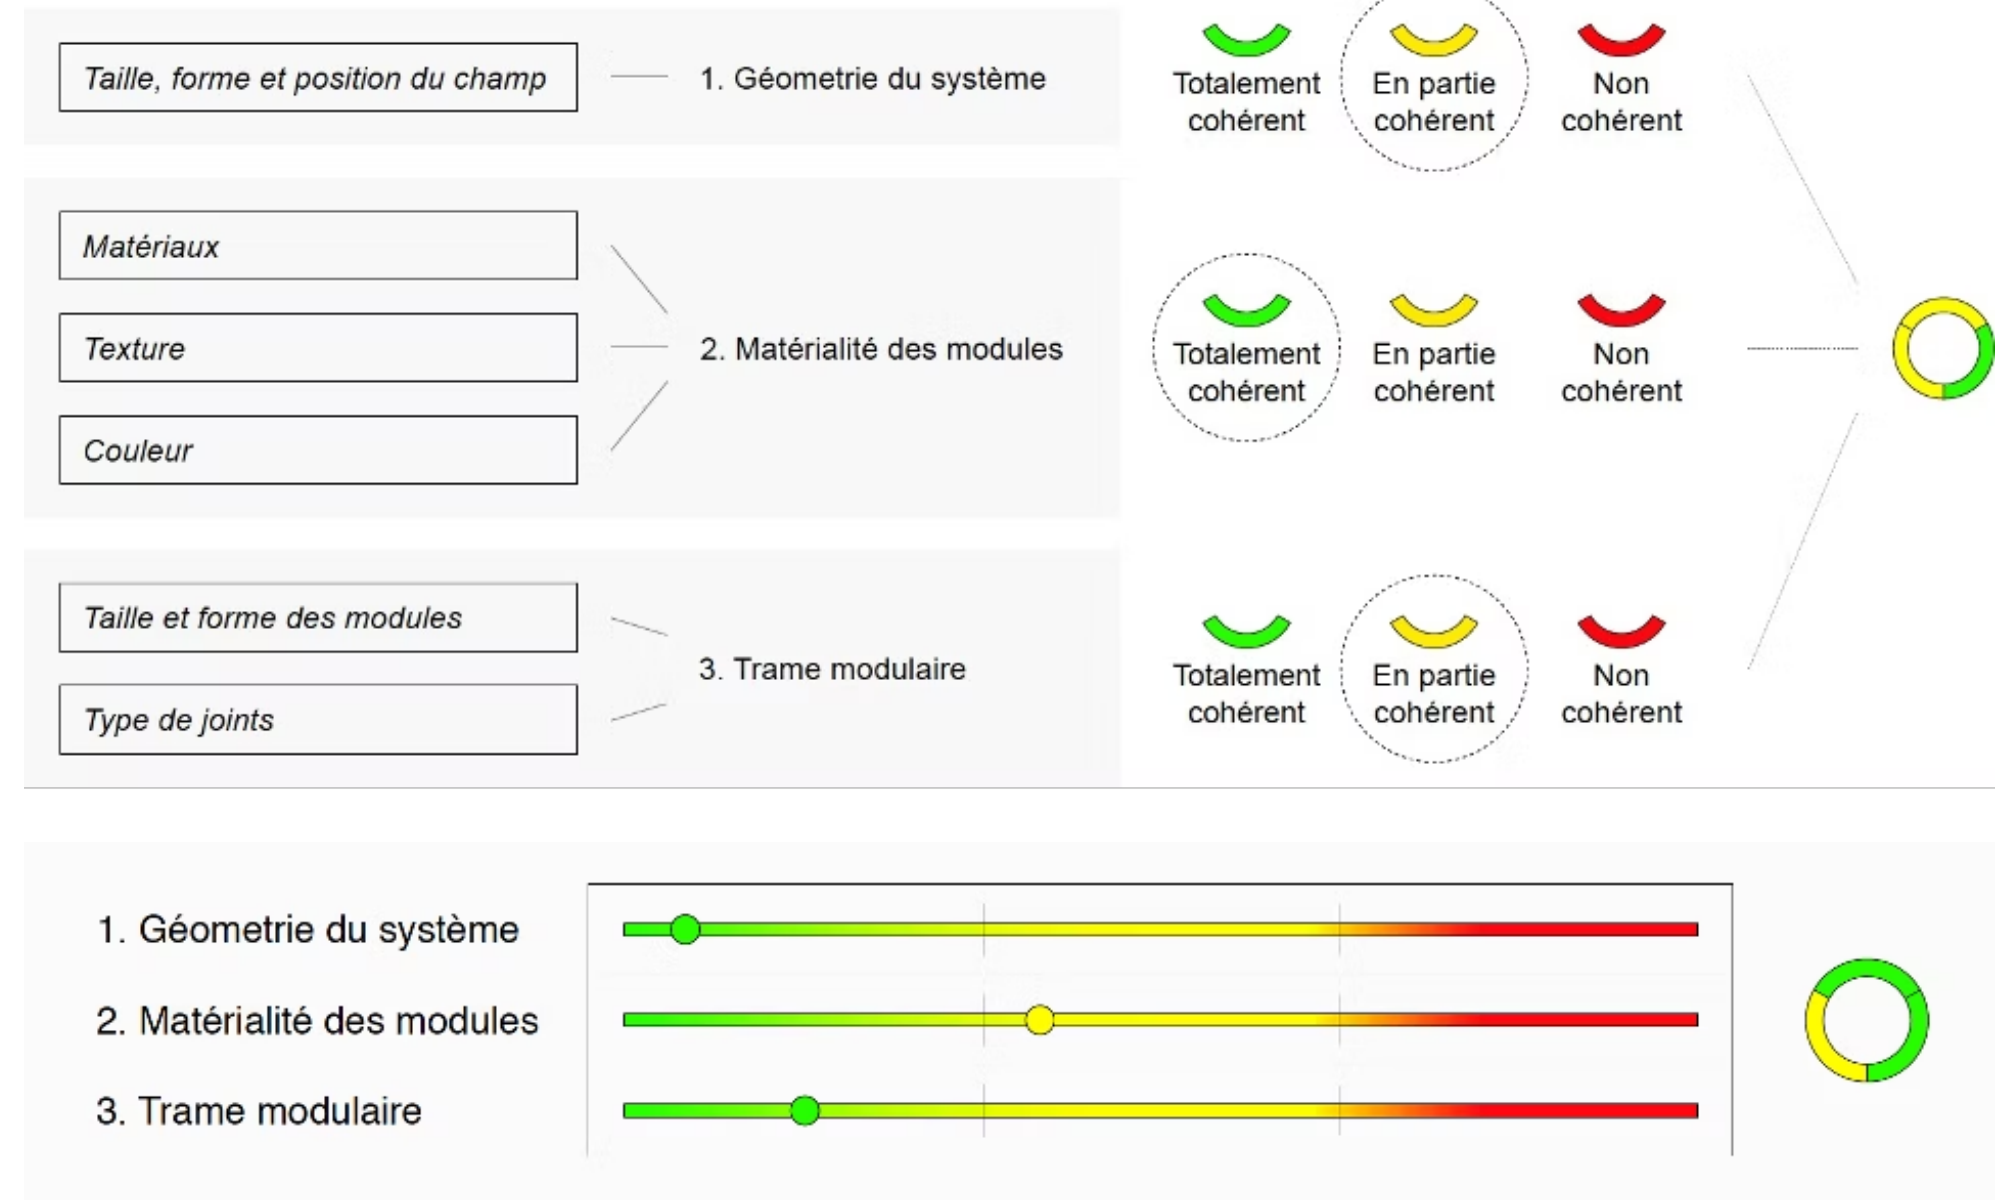 Taille, forme et position du champ
1. Géometrie du système
Totalement cohérent
En partie cohérent
Non cohérent
Matériaux
Texture
Couleur
2. Matérialité des modules
Totalement cohérent
En partie cohérent
Non cohérent
Taille et forme des modules
Type de joints
3. Trame modulaire
Totalement cohérent
En partie cohérent
Non cohérent
1. Géometrie du système
2. Matérialité des modules
3. Trame modulaire